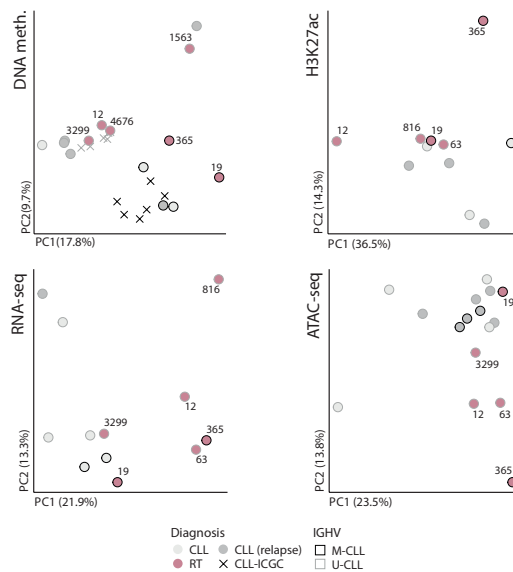 DNA meth.
1563
12
4676
3299
365
19
PC2(9.7%)
PC1(17.8%)
H3K27ac
365
12
816
19
63
PC2 (14.3%)
PC1 (36.5%)
RNA-seq
816
12
3299
365
63
19
PC2 (13.3%)
PC1 (21.9%)
ATAC-seq
19
3299
12
63
365
PC2 (13.8%)
PC1 (23.5%)
Diagnosis IGHV
CLL CLL (relapse) M-CLL
RT CLL-ICGC U-CLL